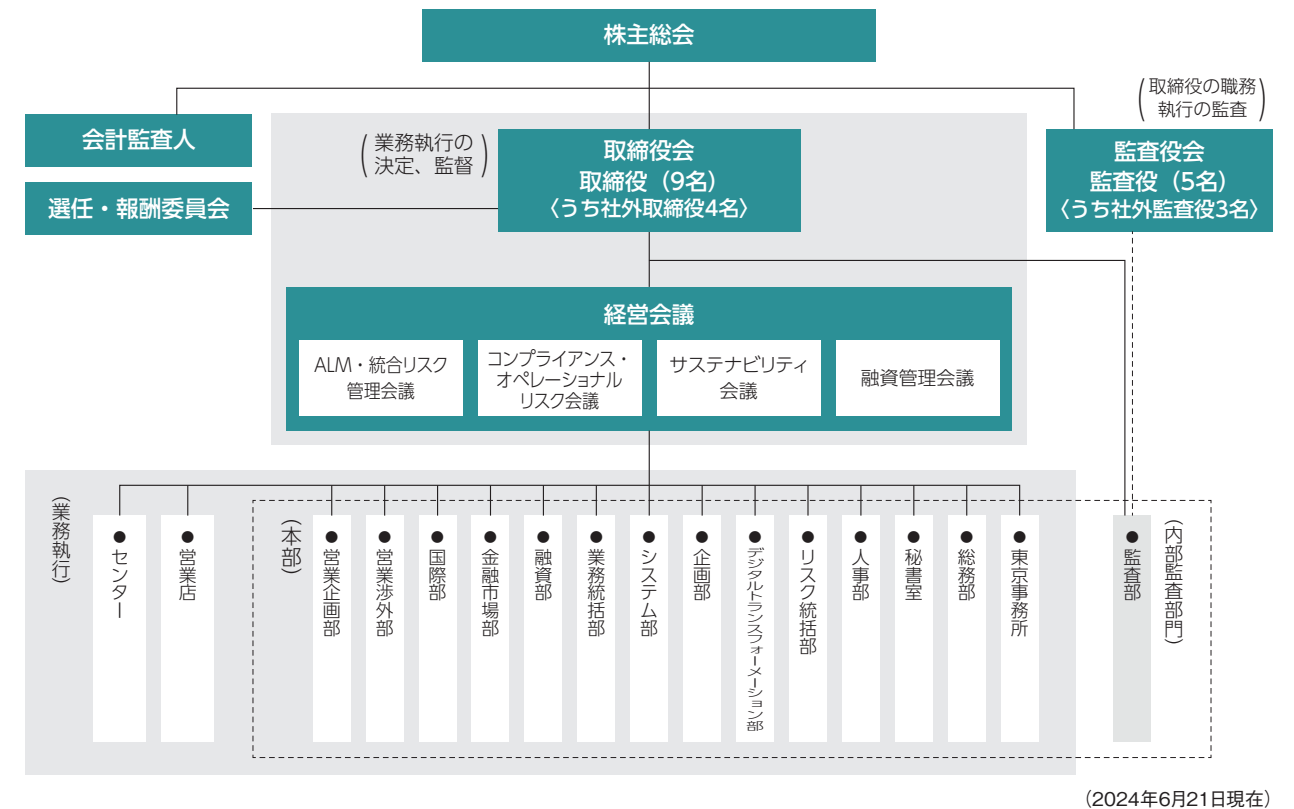 株主総会
(取締役の職務
執行の監査)
会計監査人
(業務執行の
決定、監督)
取締役会
取締役（9名）
〈うち社外取締役4名〉
監査役会
監査役（5名）
〈うち社外監査役3名〉
選任・報酬委員会
経営会議
ALM・統合リスク
管理会議
コンプライアンス・
オペレーショナル
リスク会議
サステナビリティ
会議
融資管理会議
(業務執行)
●センター
●営業店
(本部)
●営業企画部
●営業渉外部
●国際部
●金融市場部
●融資部
●業務統括部
●システム部
●企画部
●デジタルトランスフォーメーション部
●リスク統括部
●人事部
●秘書室
●総務部
●東京事務所
●監査部
(内部監査部門)
（2024年6月21日現在）